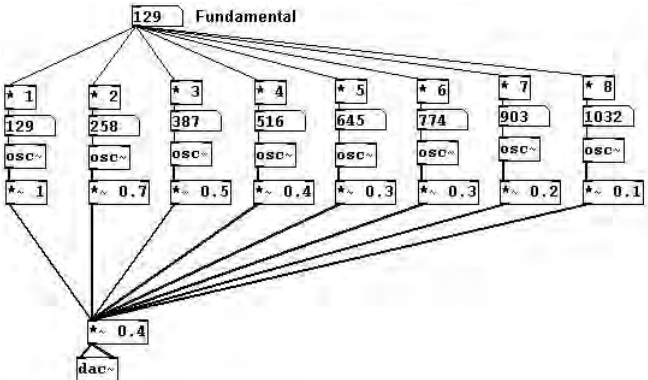 129 Fundamental
* 1 * 2 * 3 * 4 * 5 * 6 * 7 * 8
129 258 387 516 645 774 903 1032
osc~ osc~ osc~ osc~ osc~ osc~ osc~ osc~
*~ 1 *~ 0.7 *~ 0.5 *~ 0.4 *~ 0.3 *~ 0.3 *~ 0.2 *~ 0.1
*~ 0.4
dac~